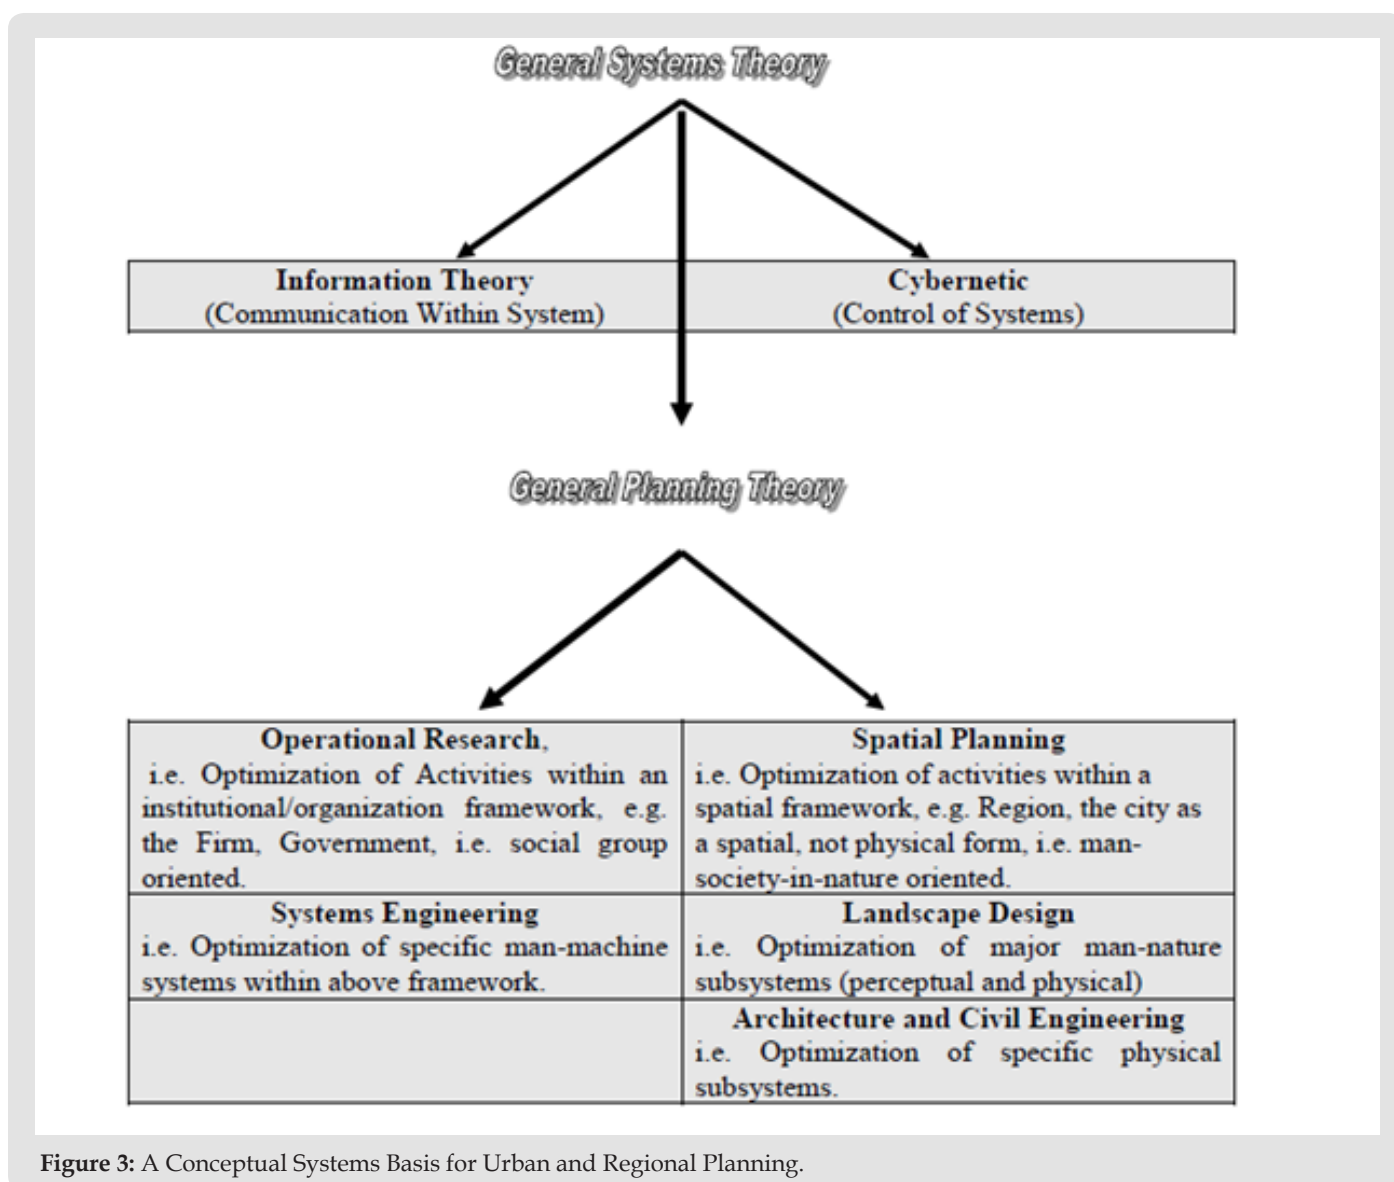 General Systems Theory
Information Theory
(Communication Within System)
Cybernetic
(Control of Systems)
General Planning Theory
Operational Research,
i.e. Optimization of Activities within an
institutional/organization framework, e.g.
the Firm, Government, i.e. social group
oriented.
Spatial Planning
i.e. Optimization of activities within a
spatial framework, e.g. Region, the city as
a spatial, not physical form, i.e. man-
society-in-nature oriented.
Systems Engineering
i.e. Optimization of specific man-machine
systems within above framework.
Landscape Design
i.e. Optimization of major man-nature
subsystems (perceptual and physical)
Architecture and Civil Engineering
i.e. Optimization of specific physical
subsystems.
Figure 3: A Conceptual Systems Basis for Urban and Regional Planning.